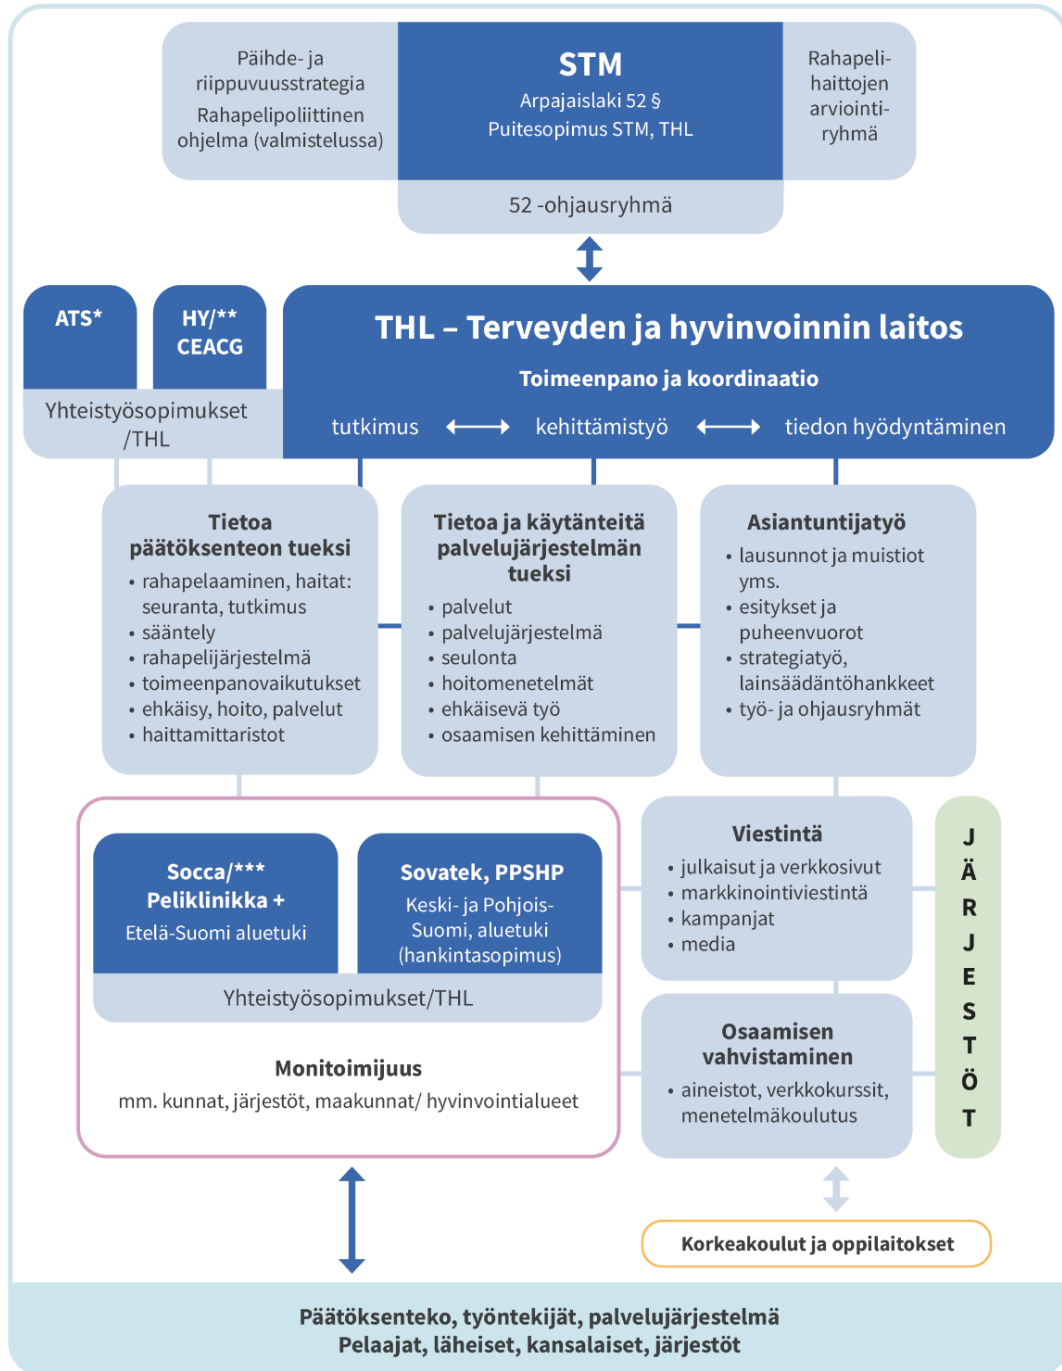 Päihde- ja
riippuvuusstrategia
Rahapelipoliittinen
ohjelma (valmistelussa)
STM
Arpajaislaki 52 §
Puitesopimus STM, THL
Rahapeli-
haittojen
arviointi-
ryhmä
52 -ohjausryhmä
ATS*
HY/**
CEACG
Yhteistyösopimukset
/THL
THL – Terveyden ja hyvinvoinnin laitos
Toimeenpano ja koordinaatio
tutkimus kehittämistyö tiedon hyödyntäminen
Tietoa
päätöksenteon tueksi
• rahapelaaminen, haitat:
seuranta, tutkimus
• sääntely
• rahapelijärjestelmä
• toimeenpanovaikutukset
• ehkäisy, hoito, palvelut
• haittamittaristot
Tietoa ja käytänteitä
palvelujärjestelmän
tueksi
• palvelut
• palvelujärjestelmä
• seulonta
• hoitomenetelmät
• ehkäisevä työ
• osaamisen kehittäminen
Asiantuntijatyö
• lausunnot ja muistiot
yms.
• esitykset ja
puheenvuorot
• strategiatyö,
lainsäädäntöhankkeet
• työ- ja ohjausryhmät
Socca/***
Peliklinikka +
Etelä-Suomi aluetuki
Sovatek, PPSHP
Keski- ja Pohjois-
Suomi, aluetuki
(hankintasopimus)
Yhteistyösopimukset/THL
Monitoimijuus
mm. kunnat, järjestöt, maakunnat/ hyvinvointialueet
Viestintä
• julkaisut ja verkkosivut
• markkinointiviestintä
• kampanjat
• media
Osaamisen
vahvistaminen
• aineistot, verkkokurssit,
menetelmäkoulutus
J
Ä
R
J
E
S
T
Ö
T
Korkeakoulut ja oppilaitokset
Päätöksenteko, työntekijät, palvelujärjestelmä
Pelaajat, läheiset, kansalaiset, järjestöt